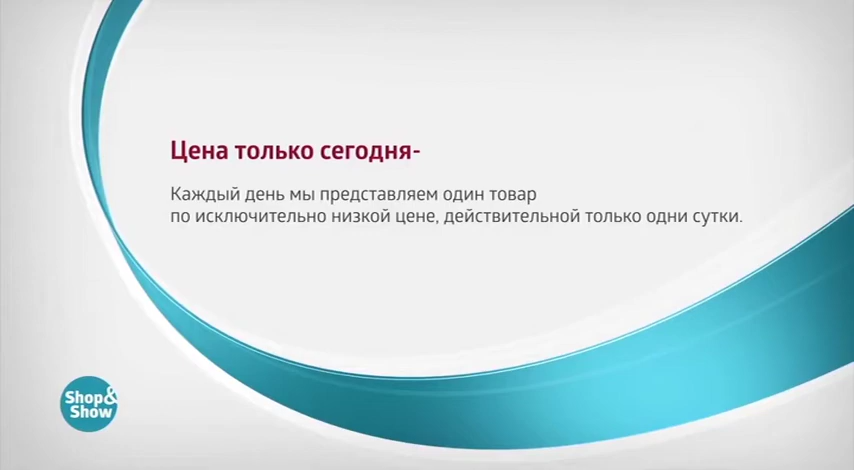 Цена только сегодня-
Каждый день мы представляем один товар
по исключительно низкой цене, действительной только одни сутки.
Shop&
Show